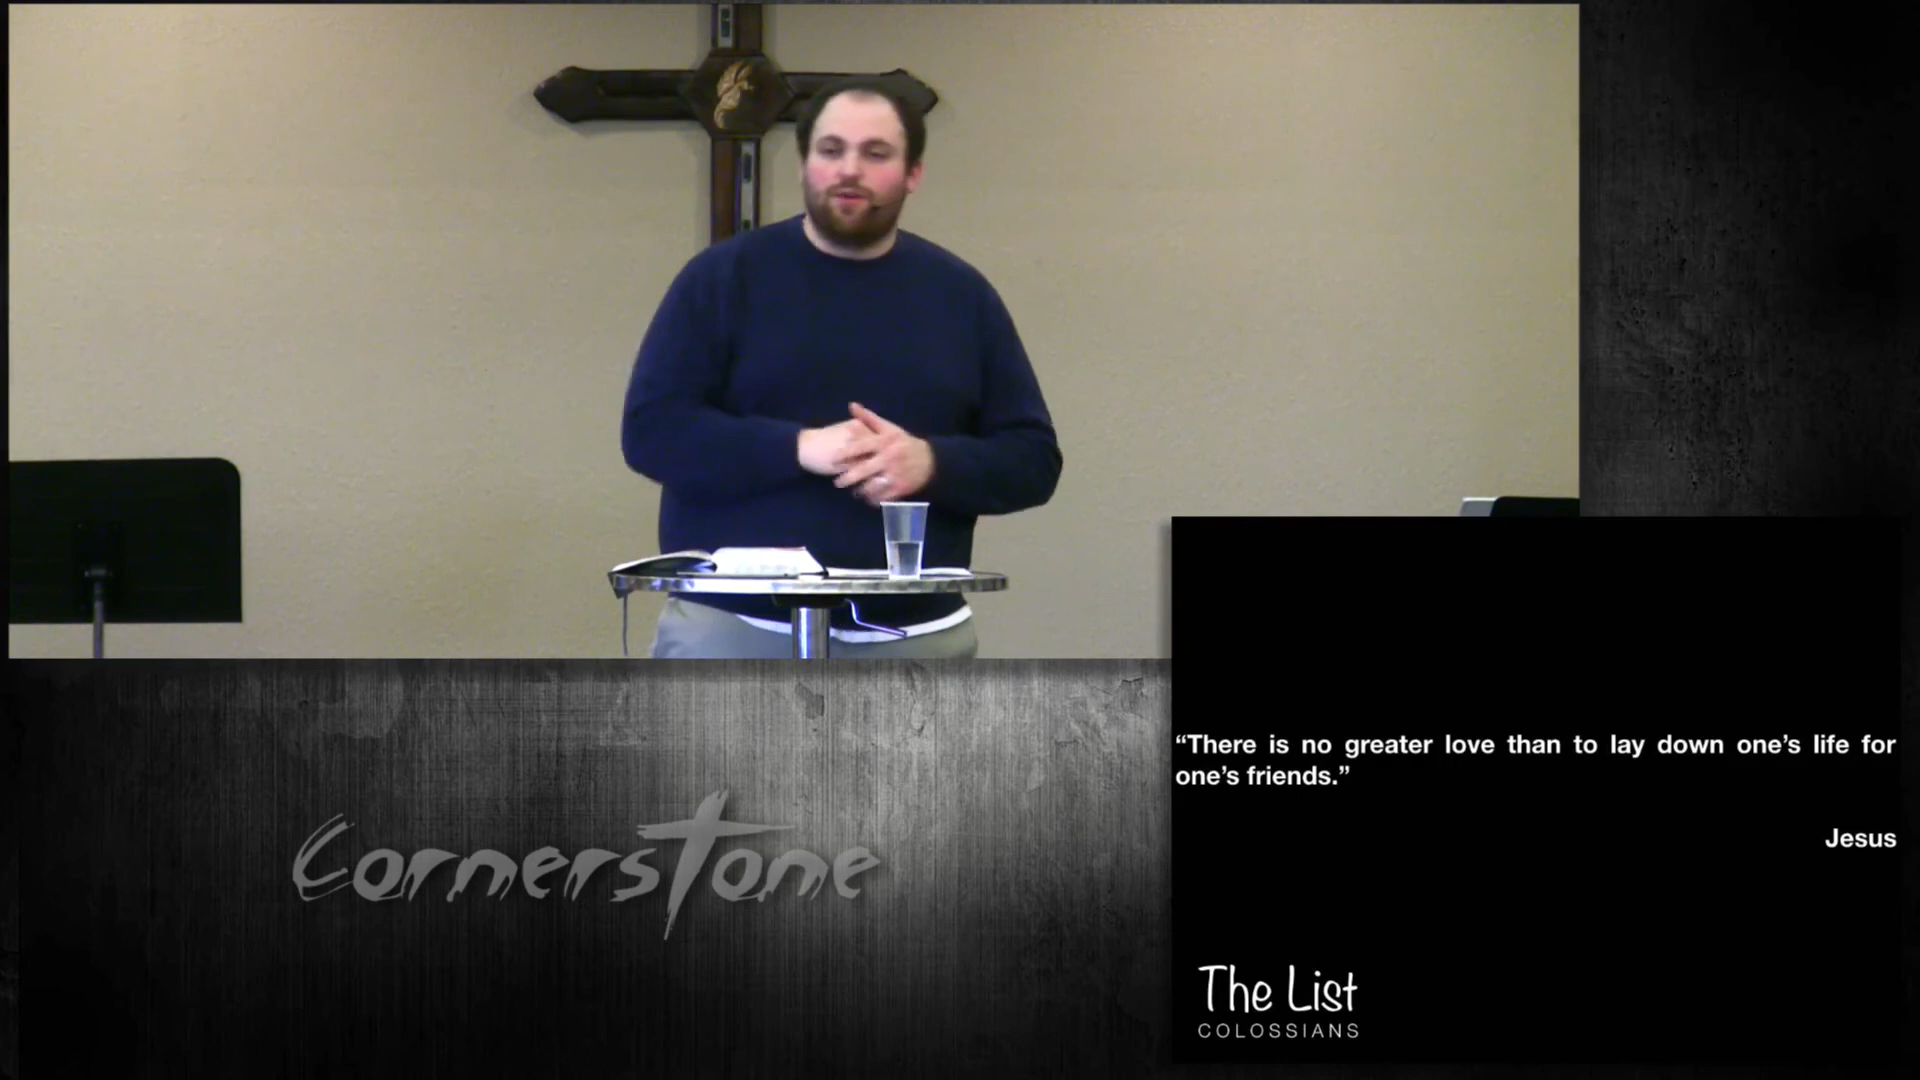 Cornerstone
“There is no greater love than to lay down one’s life for
one’s friends.”
Jesus
The List
COLOSSIANS